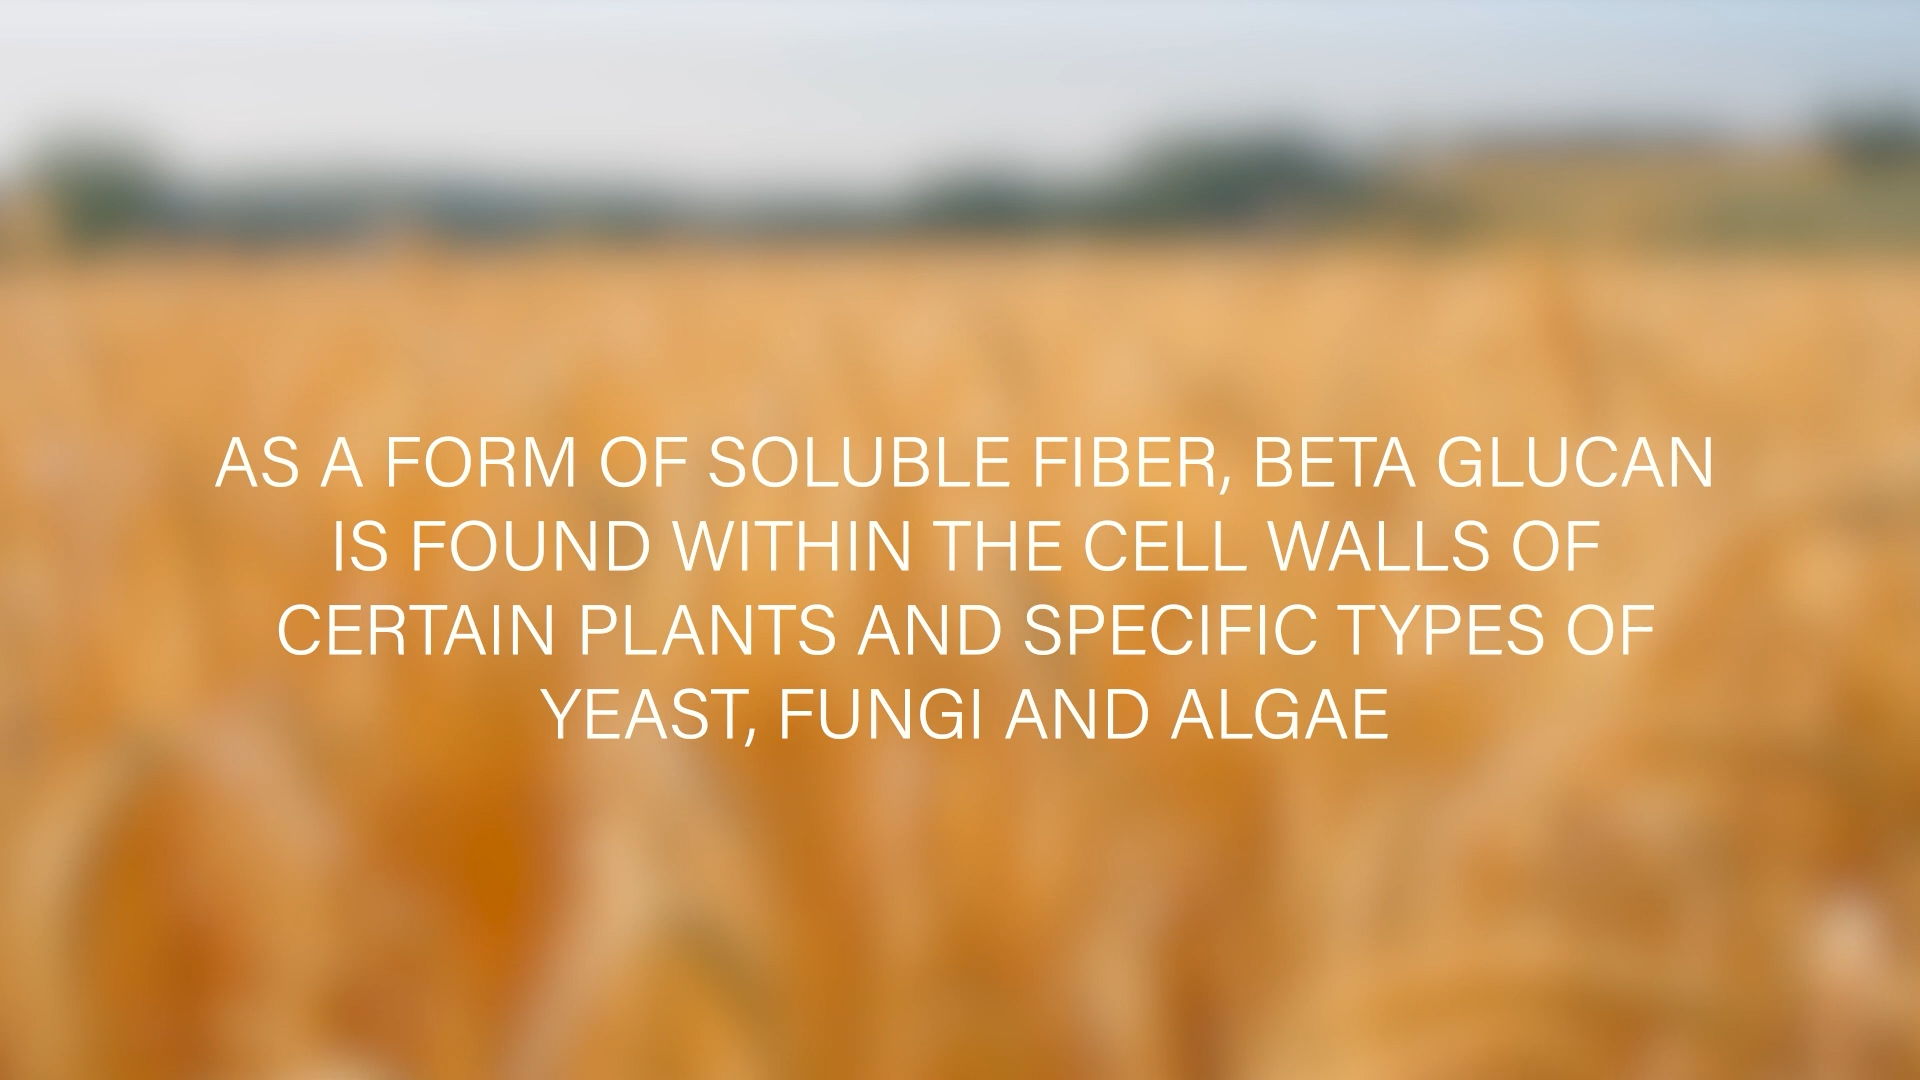 AS A FORM OF SOLUBLE FIBER, BETA GLUCAN
IS FOUND WITHIN THE CELL WALLS OF
CERTAIN PLANTS AND SPECIFIC TYPES OF
YEAST, FUNGI AND ALGAE